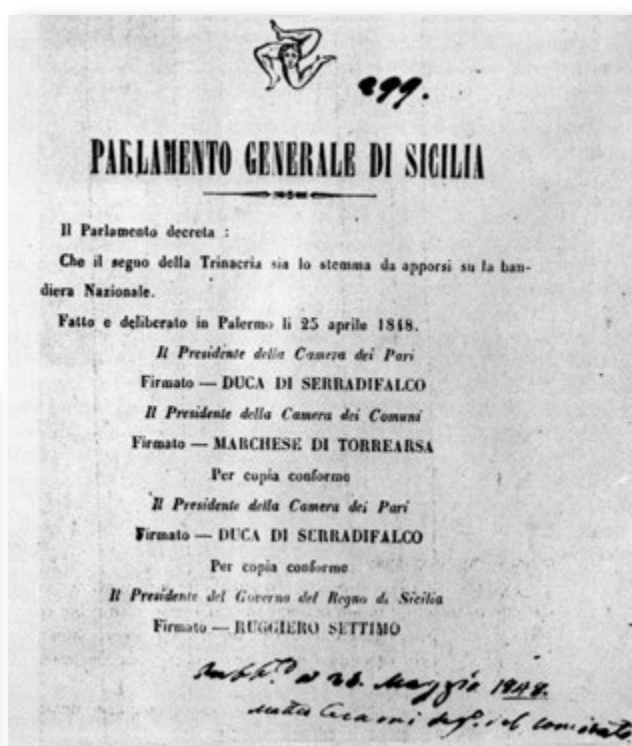 299.
PARLAMENTO GENERALE DI SICILIA
Il Parlamento decreta :
Che il segno della Trinacria sia lo stemma da apporsi su la ban-
diera Nazionale.
Fatto e deliberato in Palermo li 25 aprile 1848.
Il Presidente della Camera dei Pari
Firmato — DUCA DI SERRADIFALCO
Il Presidente della Camera dei Comuni
Firmato — MARCHESE DI TORREARSA
Per copia conforme
Il Presidente della Camera dei Pari
Firmato — DUCA DI SERRADIFALCO
Per copia conforme
Il Presidente del Governo del Regno di Sicilia
Firmato — RUGGIERO SETTIMO
Maggio 1848.